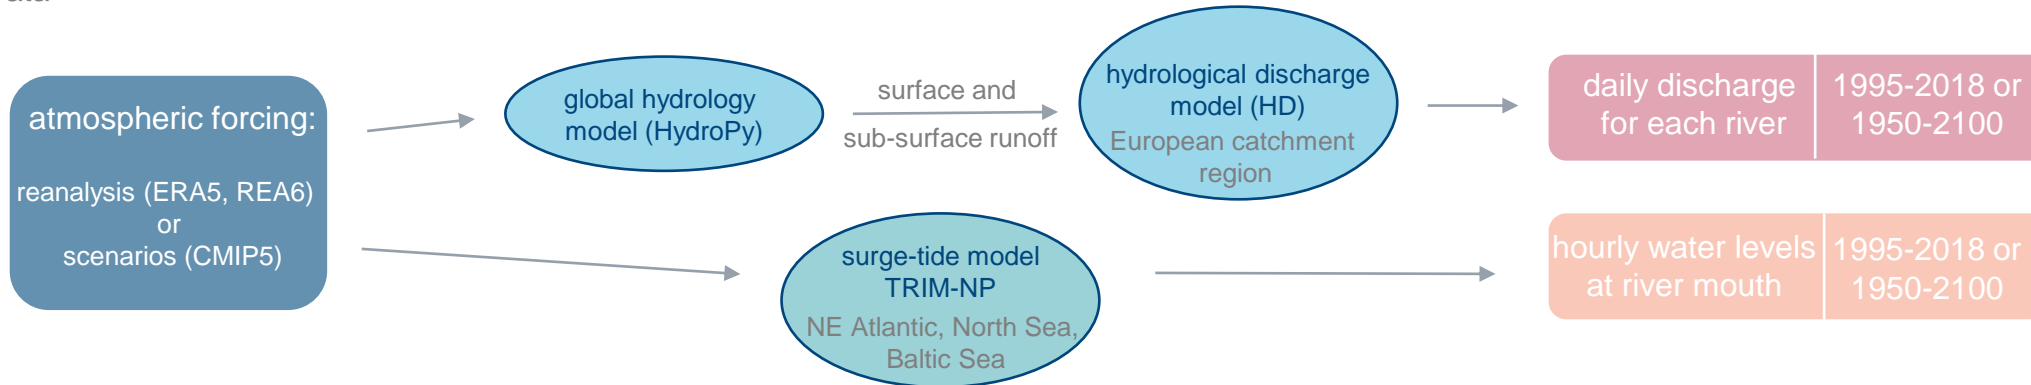 atmospheric forcing:
reanalysis (ERA5, REA6)
or
scenarios (CMIP5)
global hydrology
model (HydroPy)
surface and
sub-surface runoff
hydrological discharge
model (HD)
European catchment
region
daily discharge
for each river
1995-2018 or
1950-2100
surge-tide model
TRIM-NP
NE Atlantic, North Sea,
Baltic Sea
hourly water levels
at river mouth
1995-2018 or
1950-2100